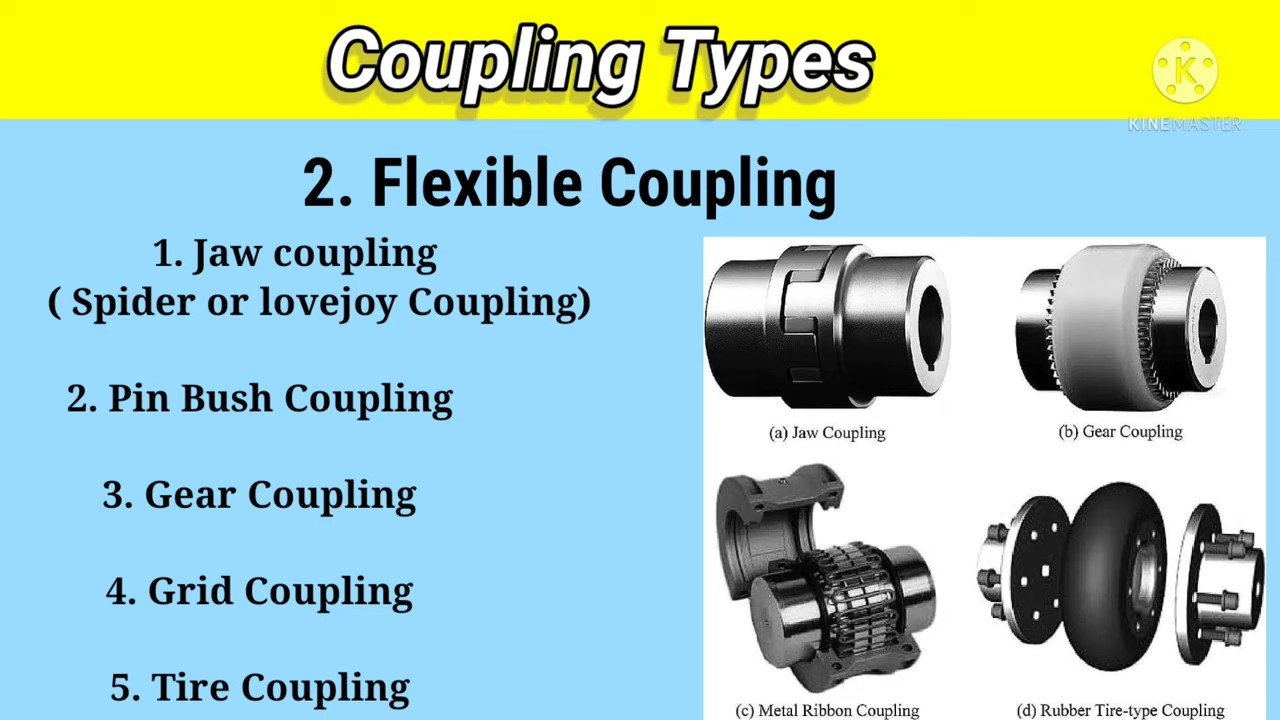 Coupling Types
K
KINEMASTER
2. Flexible Coupling
1. Jaw coupling
( Spider or lovejoy Coupling)
2. Pin Bush Coupling
3. Gear Coupling
4. Grid Coupling
5. Tire Coupling
(a) Jaw Coupling
(b) Gear Coupling
(c) Metal Ribbon Coupling
(d) Rubber Tire-type Coupling